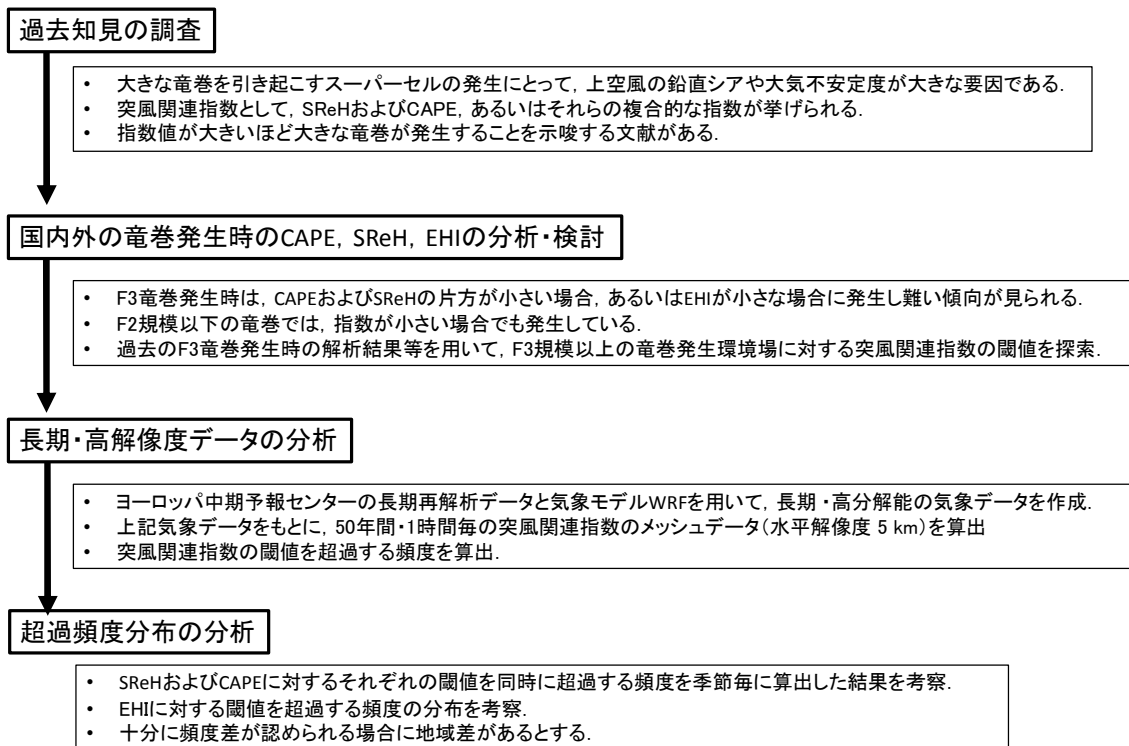 過去知見の調査
• 大きな竜巻を引き起こすスーパーセルの発生にとって，上空風の鉛直シアや大気不安定度が大きな要因である．
• 突風関連指数として，SReHおよびCAPE，あるいはそれらの複合的な指数が挙げられる．
• 指数値が大きいほど大きな竜巻が発生することを示唆する文献がある．
国内外の竜巻発生時のCAPE，SReH，EHIの分析・検討
• F3竜巻発生時は，CAPEおよびSReHの片方が小さい場合，あるいはEHIが小さな場合に発生し難い傾向が見られる．
• F2規模以下の竜巻では，指数が小さい場合でも発生している．
• 過去のF3竜巻発生時の解析結果等を用いて，F3規模以上の竜巻発生環境場に対する突風関連指数の閾値を探索．
長期・高解像度データの分析
• ヨーロッパ中期予報センターの長期再解析データと気象モデルWRFを用いて，長期・高分解能の気象データを作成．
• 上記気象データをもとに，50年間・1時間毎の突風関連指数のメッシュデータ（水平解像度 5 km）を算出
• 突風関連指数の閾値を超過する頻度を算出．
超過頻度分布の分析
• SReHおよびCAPEに対するそれぞれの閾値を同時に超過する頻度を季節毎に算出した結果を考察．
• EHIに対する閾値を超過する頻度の分布を考察．
• 十分に頻度差が認められる場合に地域差があるとする．